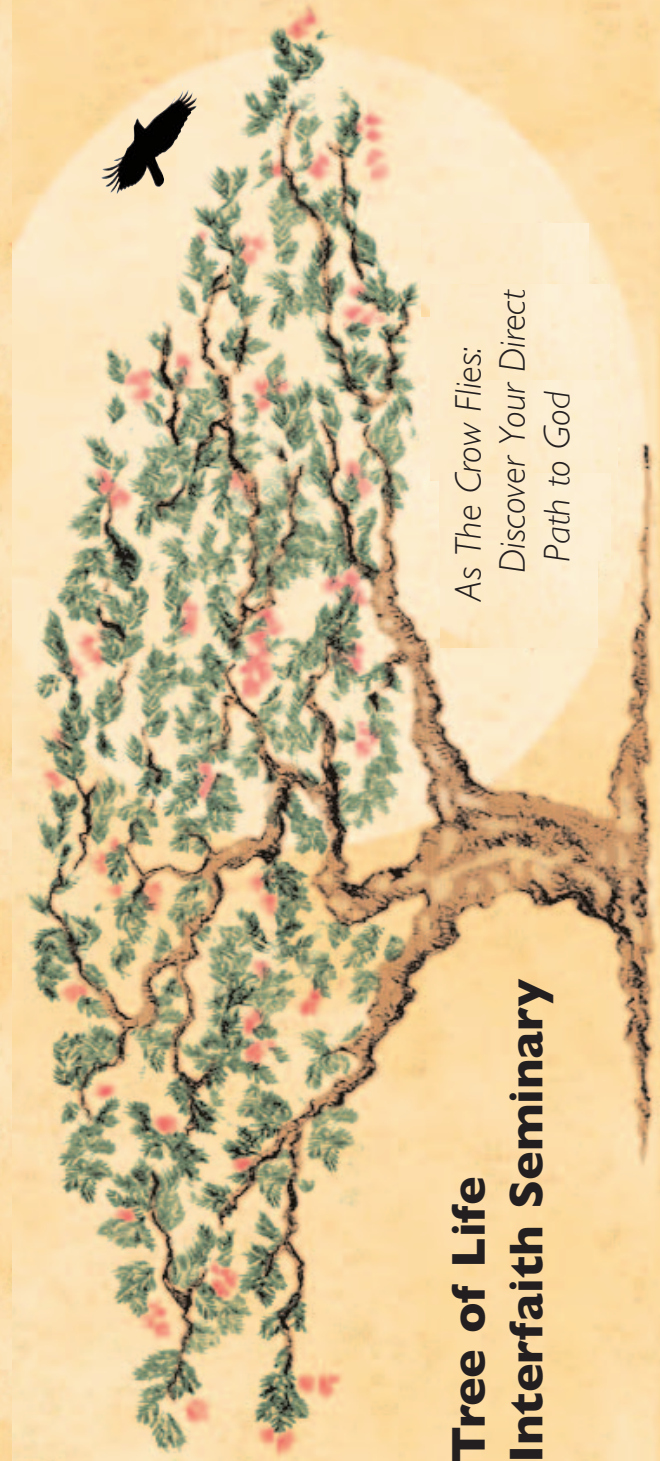 Tree of Life
Interfaith Seminary
As The Crow Flies:
Discover Your Direct
Path to God